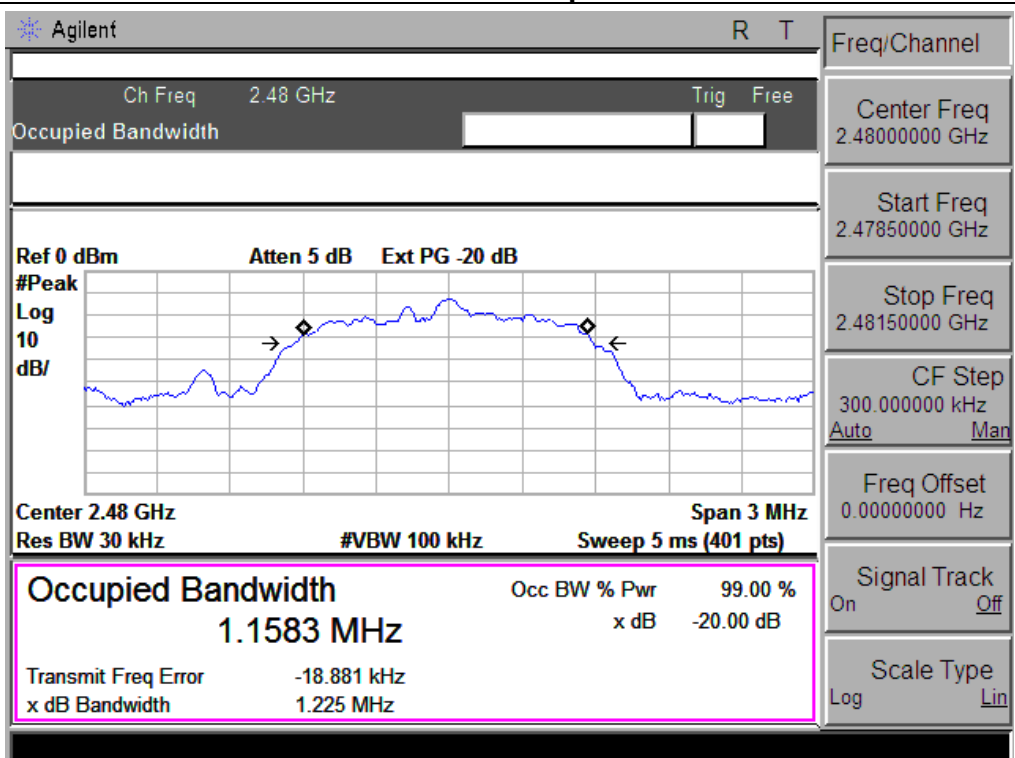 Agilent R T
Ch Freq 2.48 GHz Trig Free
Occupied Bandwidth
Ref 0 dBm Atten 5 dB Ext PG -20 dB
#Peak
Log
10
dB/
Center 2.48 GHz Span 3 MHz
Res BW 30 kHz #VBW 100 kHz Sweep 5 ms (401 pts)
Occupied Bandwidth Occ BW % Pwr 99.00 %
1.1583 MHz x dB -20.00 dB
Transmit Freq Error -18.881 kHz
x dB Bandwidth 1.225 MHz
Freq/Channel
Center Freq
2.48000000 GHz
Start Freq
2.47850000 GHz
Stop Freq
2.48150000 GHz
CF Step
300.000000 kHz
Auto Man
Freq Offset
0.00000000 Hz
Signal Track
On Off
Scale Type
Log Lin